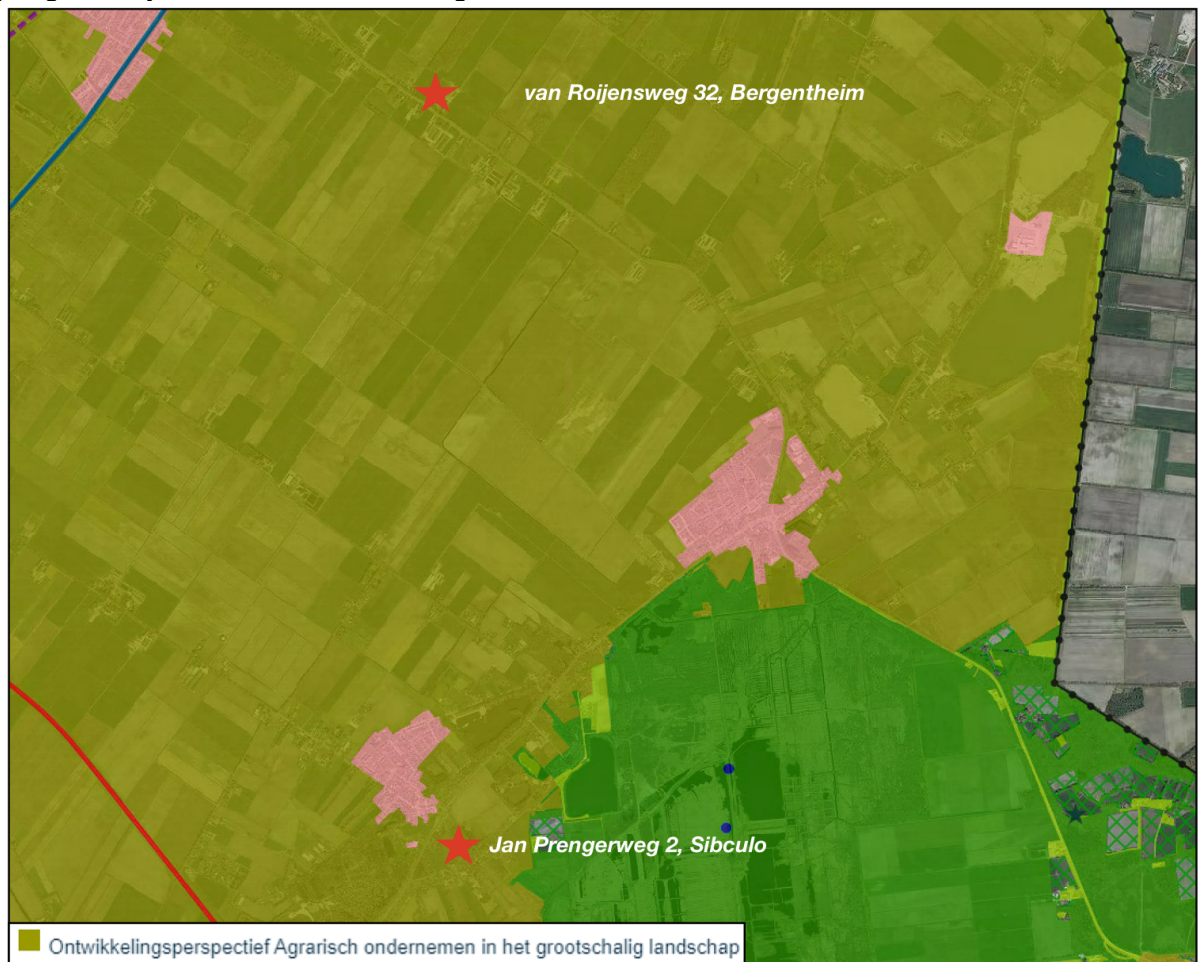 van Roijensweg 32, Bergentheim
Jan Prengerweg 2, Sibculo
Ontwikkelingsperspectief Agrarisch ondernemen in het grootschalig landschap